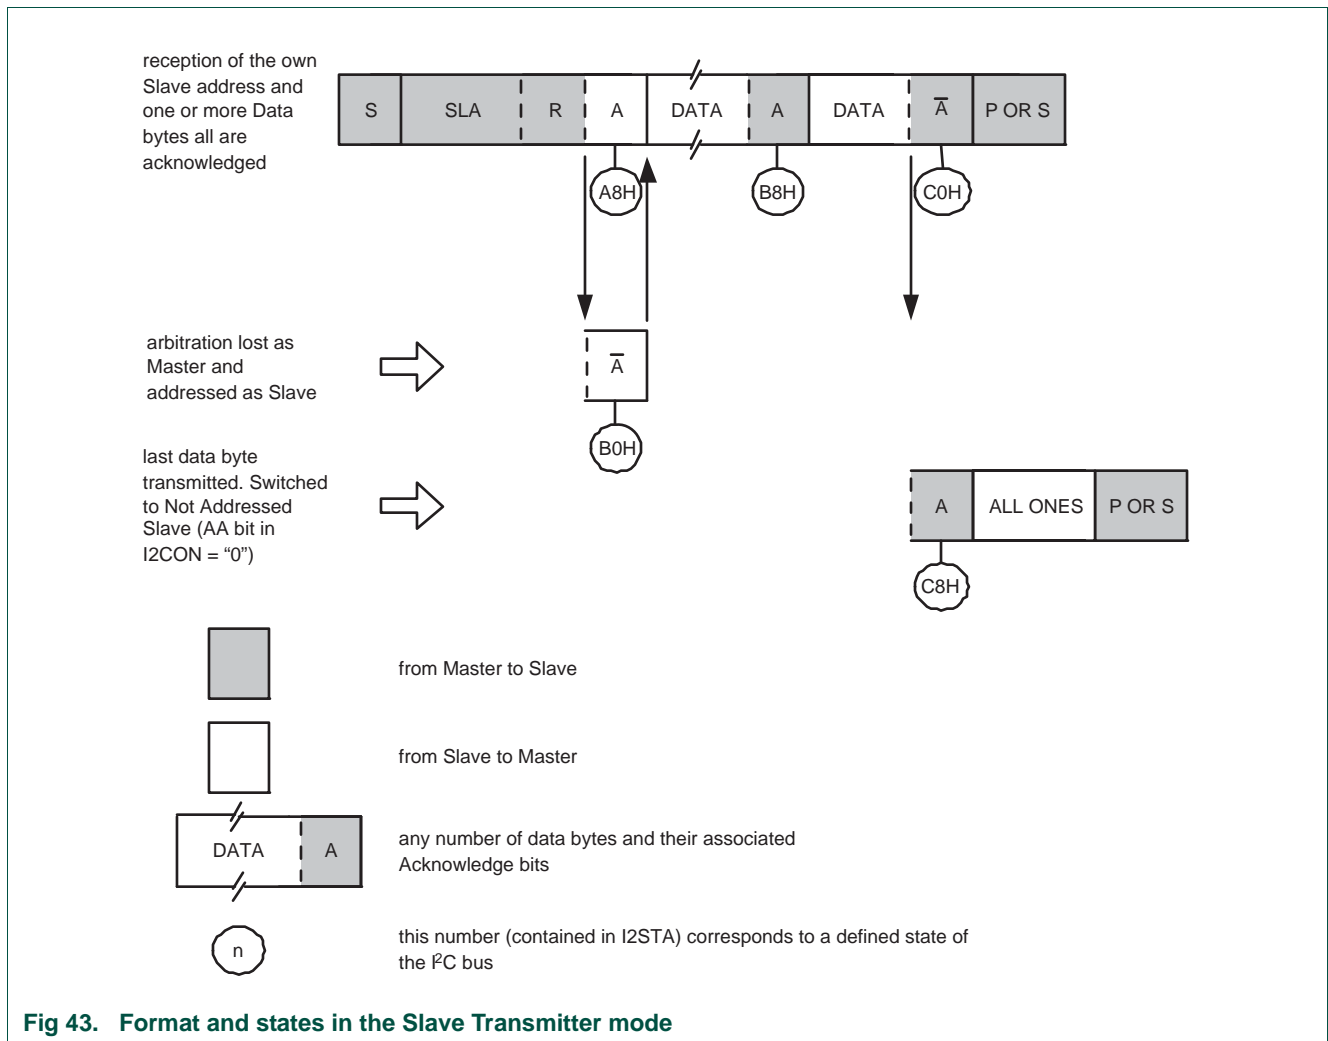 reception of the own
Slave address and
one or more Data
bytes all are
acknowledged
S SLA R A DATA A DATA A̅ P OR S
A8H B8H C0H
arbitration lost as
Master and
addressed as Slave
A̅
B0H
last data byte
transmitted. Switched
to Not Addressed
Slave (AA bit in
I2CON = “0”)
A ALL ONES P OR S
C8H
from Master to Slave
from Slave to Master
DATA A
any number of data bytes and their associated
Acknowledge bits
n
this number (contained in I2STA) corresponds to a defined state of
the I²C bus
Fig 43. Format and states in the Slave Transmitter mode